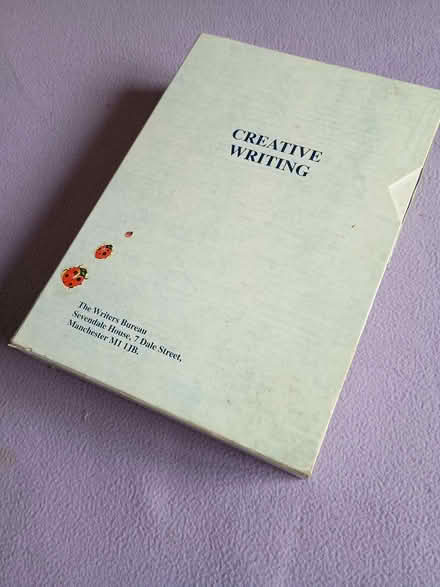 CREATIVE
WRITING
The Writers Bureau
Sevendale House, 7 Dale Street,
Manchester M1 1JB.